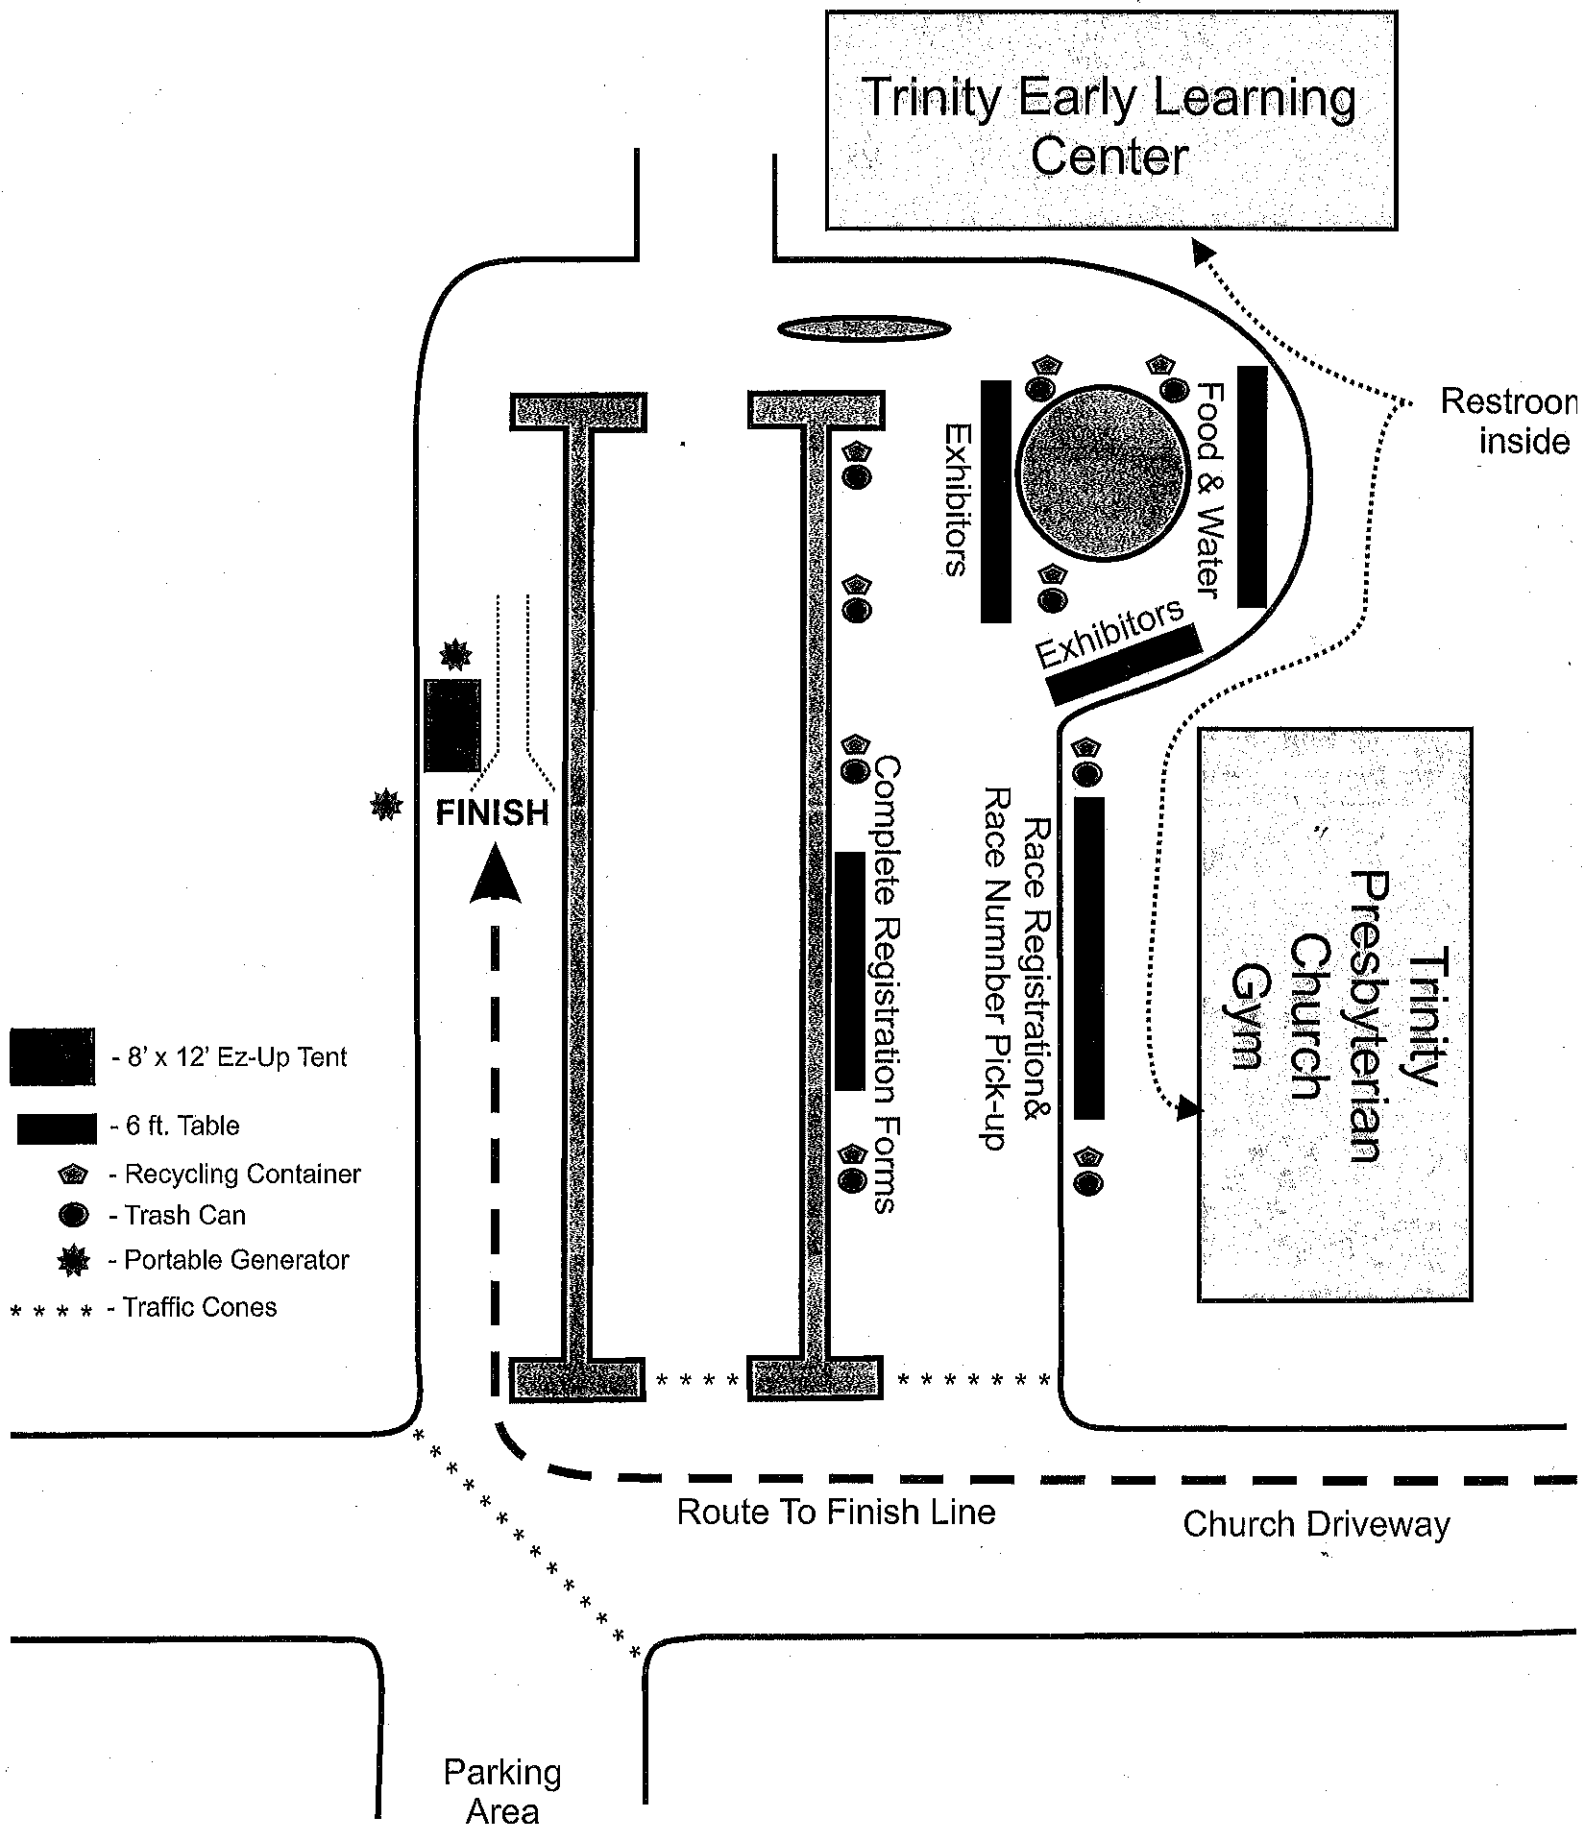 Trinity Early Learning
Center
Restroon
inside
Exhibitors
Food & Water
Exhibitors
FINISH
Complete Registration Forms
Race Registration&
Race Numnber Pick-up
Trinity
Presbyterian
Church
Gym
- 8' x 12' Ez-Up Tent
- 6 ft. Table
- Recycling Container
- Trash Can
- Portable Generator
* * * * - Traffic Cones
Route To Finish Line
Church Driveway
Parking
Area